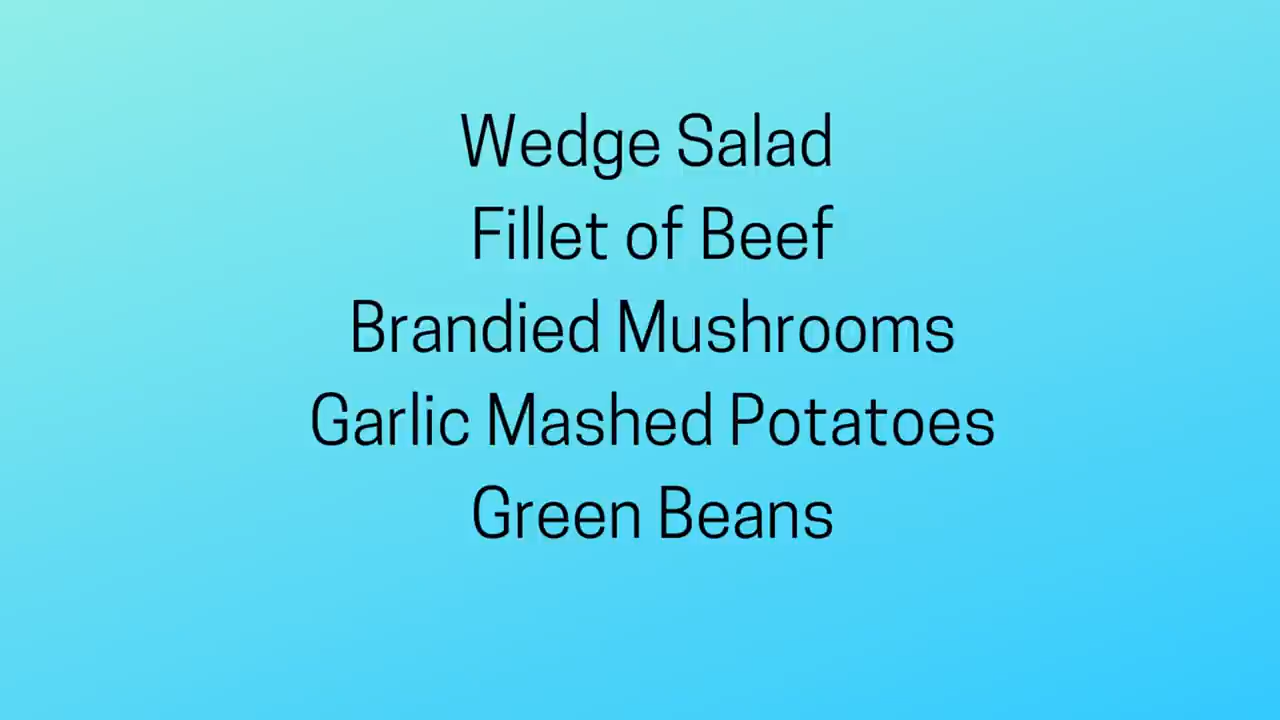 Wedge Salad
Fillet of Beef
Brandied Mushrooms
Garlic Mashed Potatoes
Green Beans